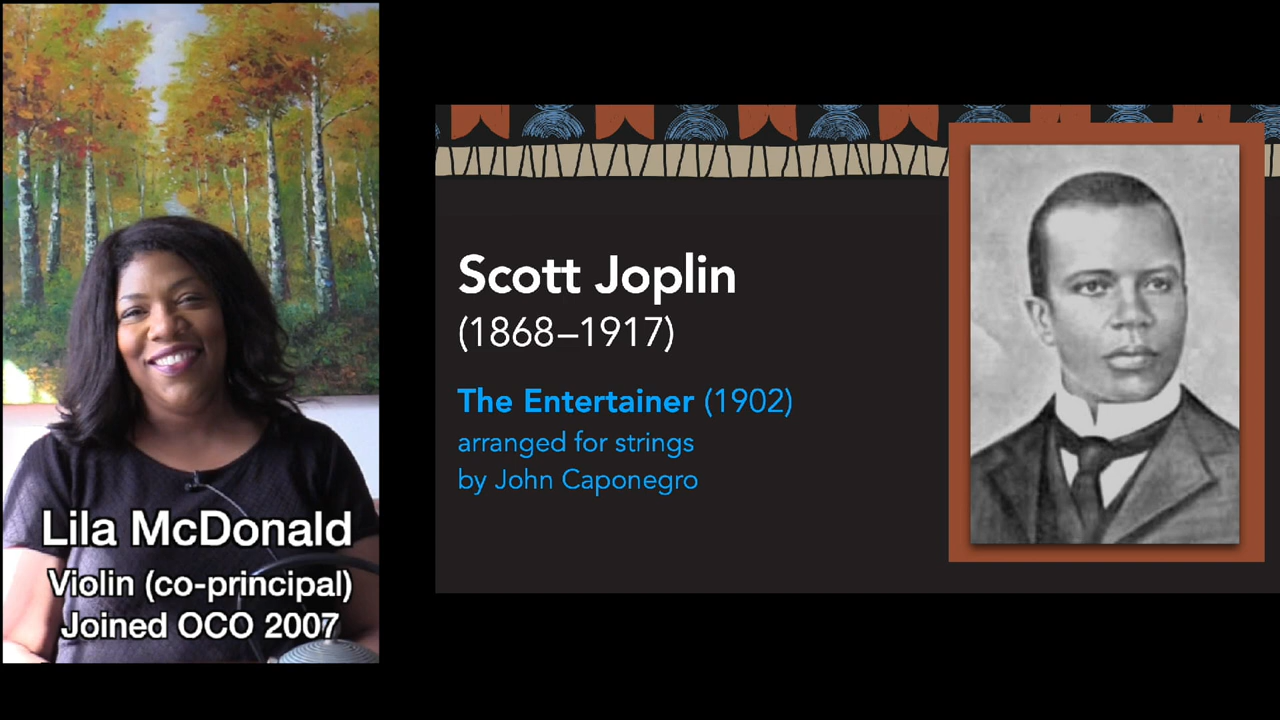 Lila McDonald
Violin (co-principal)
Joined OCO 2007
Scott Joplin
(1868–1917)
The Entertainer (1902)
arranged for strings
by John Caponegro